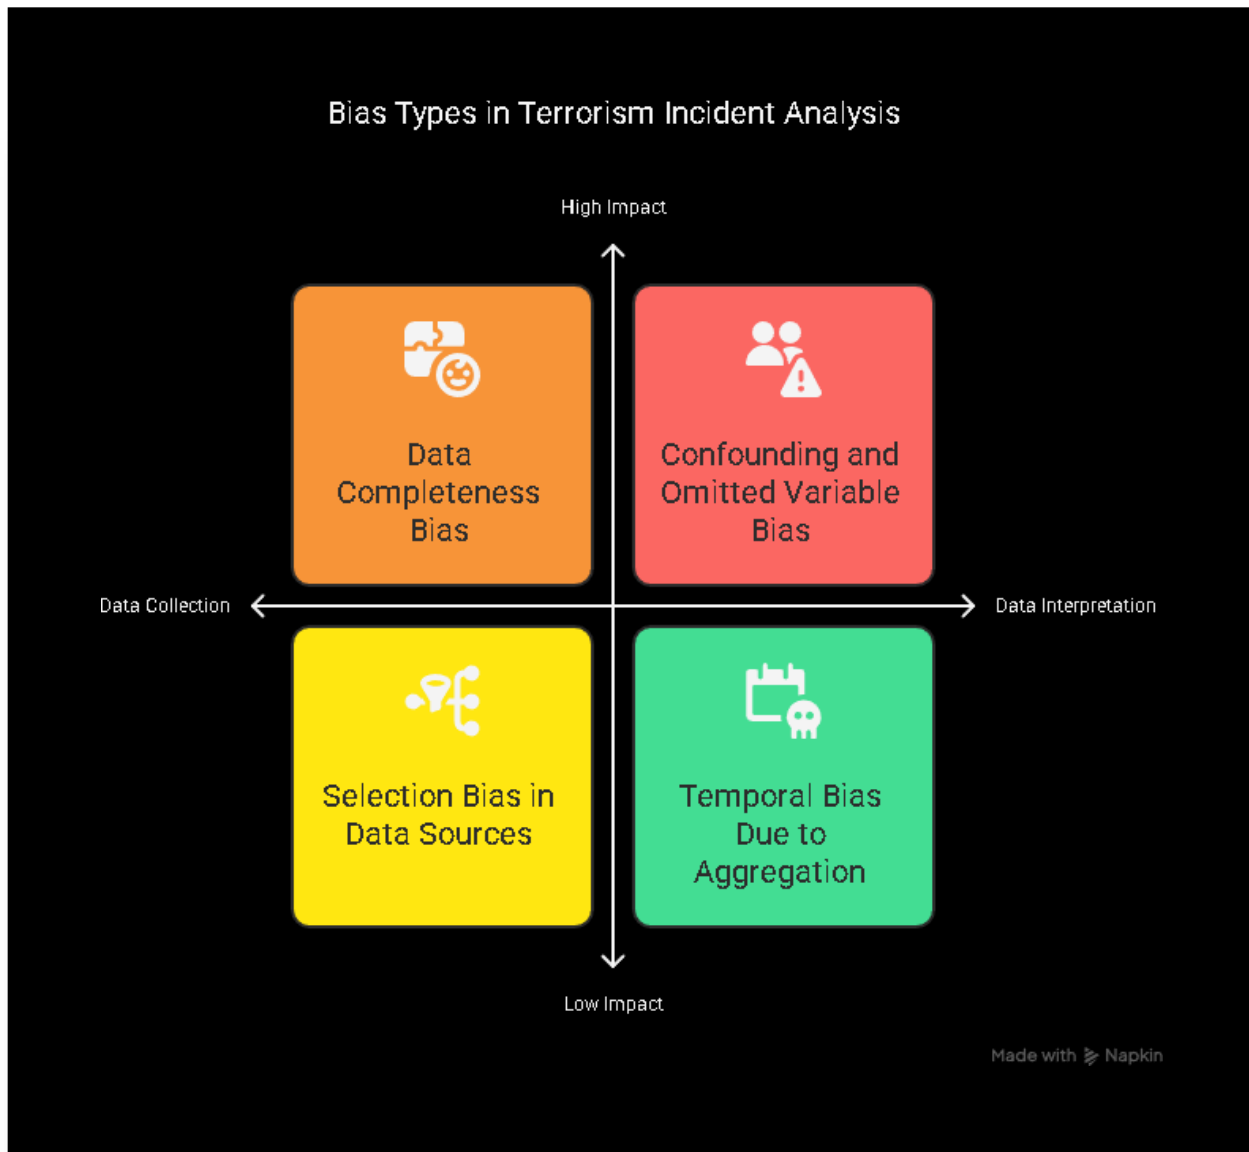 Bias Types in Terrorism Incident Analysis
High Impact
Data
Completeness
Bias
Confounding and
Omitted Variable
Bias
Data Collection
Data Interpretation
Selection Bias in
Data Sources
Temporal Bias
Due to
Aggregation
Low Impact
Made with Napkin